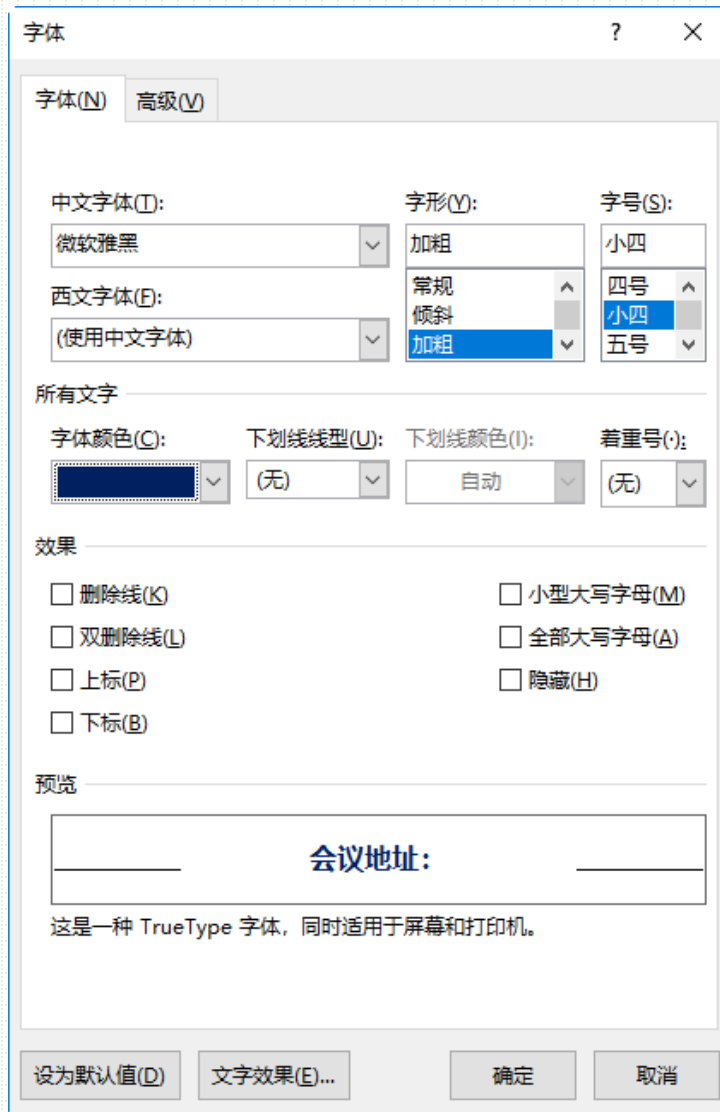 字体 ?
字体(N) 高级(V)
中文字体(T): 字形(Y): 字号(S):
微软雅黑 加粗 小四
常规 四号
西文字体(F): 倾斜 小四
(使用中文字体) 加粗 五号
所有文字
字体颜色(C): 下划线线型(U): 下划线颜色(I): 着重号(·):
(无) 自动 (无)
效果
删除线(K) 小型大写字母(M)
双删除线(L) 全部大写字母(A)
上标(P) 隐藏(H)
下标(B)
预览
会议地址:
这是一种 TrueType 字体，同时适用于屏幕和打印机。
设为默认值(D) 文字效果(E)... 确定 取消